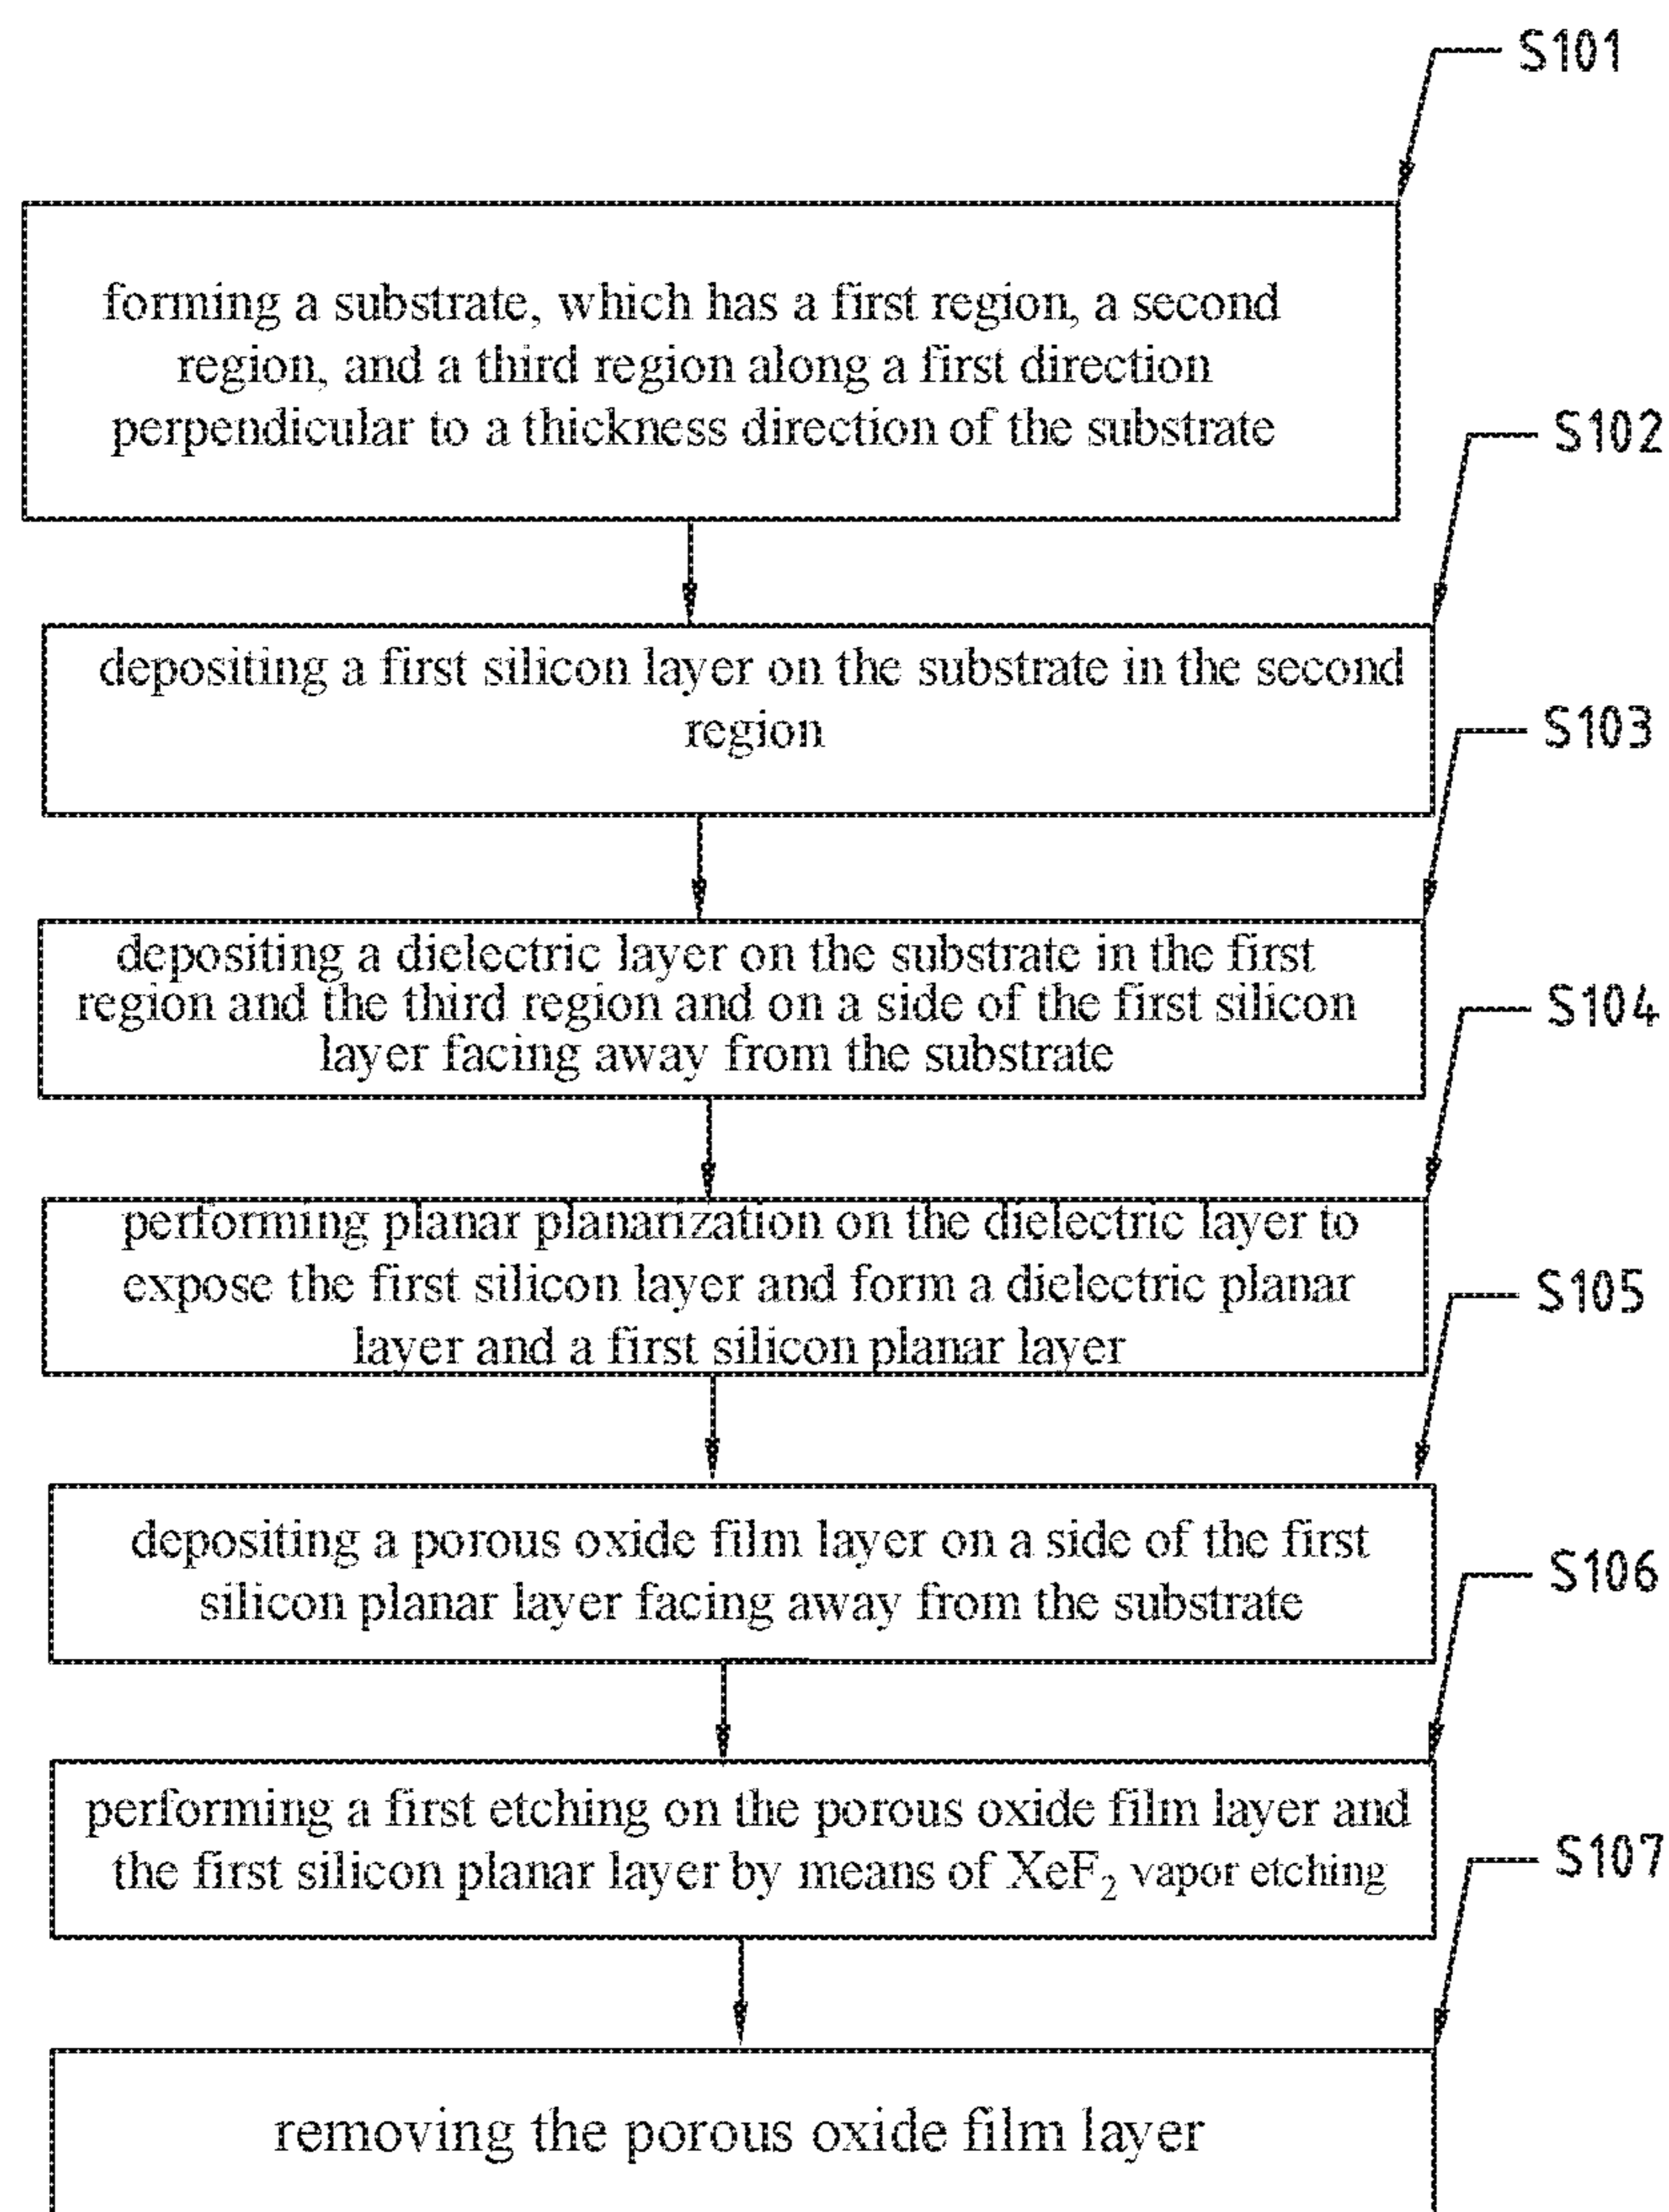 S101
forming a substrate, which has a first region, a second
region, and a third region along a first direction
perpendicular to a thickness direction of the substrate
S102
depositing a first silicon layer on the substrate in the second
region
S103
depositing a dielectric layer on the substrate in the first
region and the third region and on a side of the first silicon
layer facing away from the substrate
S104
performing planar planarization on the dielectric layer to
expose the first silicon layer and form a dielectric planar
layer and a first silicon planar layer
S105
depositing a porous oxide film layer on a side of the first
silicon planar layer facing away from the substrate
S106
performing a first etching on the porous oxide film layer and
the first silicon planar layer by means of XeF₂ vapor etching
S107
removing the porous oxide film layer